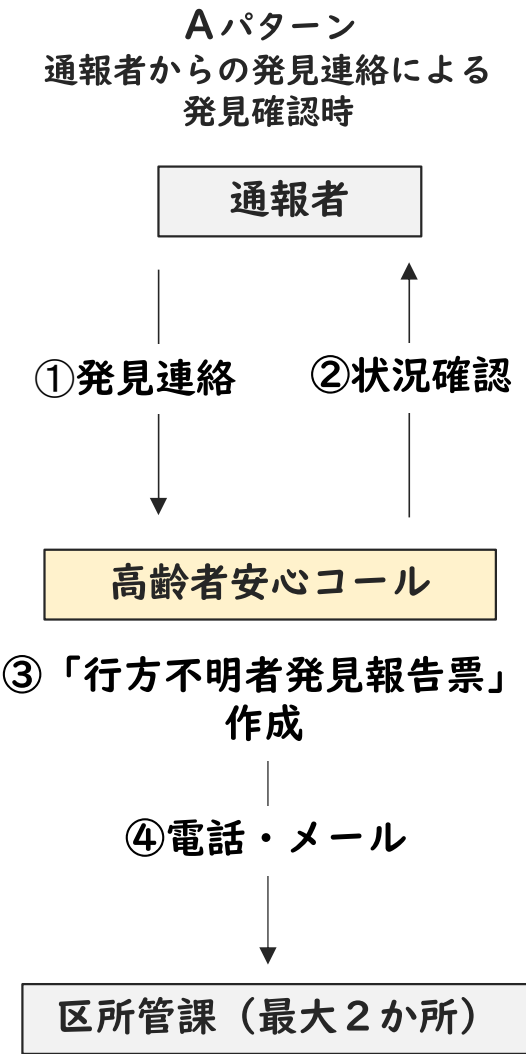 Aパターン
通報者からの発見連絡による
発見確認時
通報者
①発見連絡
②状況確認
高齢者安心コール
③「行方不明者発見報告票」
作成
④電話・メール
区所管課（最大２か所）